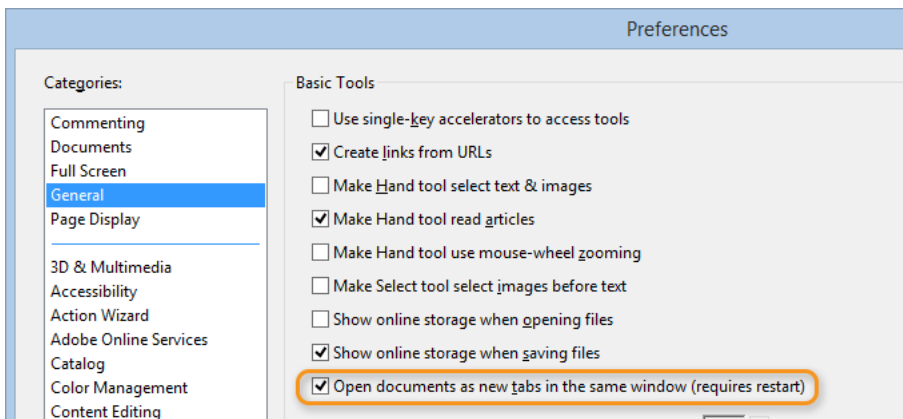 Preferences
Categories:
Commenting
Documents
Full Screen
General
Page Display
3D & Multimedia
Accessibility
Action Wizard
Adobe Online Services
Catalog
Color Management
Content Editing
Basic Tools
Use single-key accelerators to access tools
Create links from URLs
Make Hand tool select text & images
Make Hand tool read articles
Make Hand tool use mouse-wheel zooming
Make Select tool select images before text
Show online storage when opening files
Show online storage when saving files
Open documents as new tabs in the same window (requires restart)